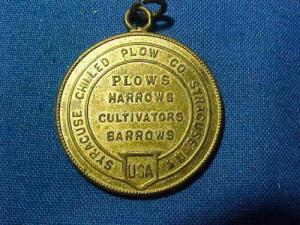 SYRACUSE CHILLED PLOW CO. SYRACUSE, N.Y.
PLOWS
HARROWS
CULTIVATORS
BARROWS
USA